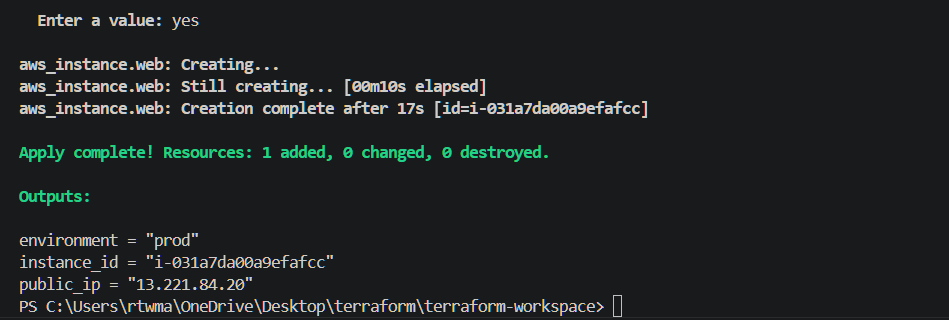 Enter a value: yes
aws_instance.web: Creating...
aws_instance.web: Still creating... [00m10s elapsed]
aws_instance.web: Creation complete after 17s [id=i-031a7da00a9efafcc]
Apply complete! Resources: 1 added, 0 changed, 0 destroyed.
Outputs:
environment = "prod"
instance_id = "i-031a7da00a9efafcc"
public_ip = "13.221.84.20"
PS C:\Users\rtwma\OneDrive\Desktop\terraform\terraform-workspace>